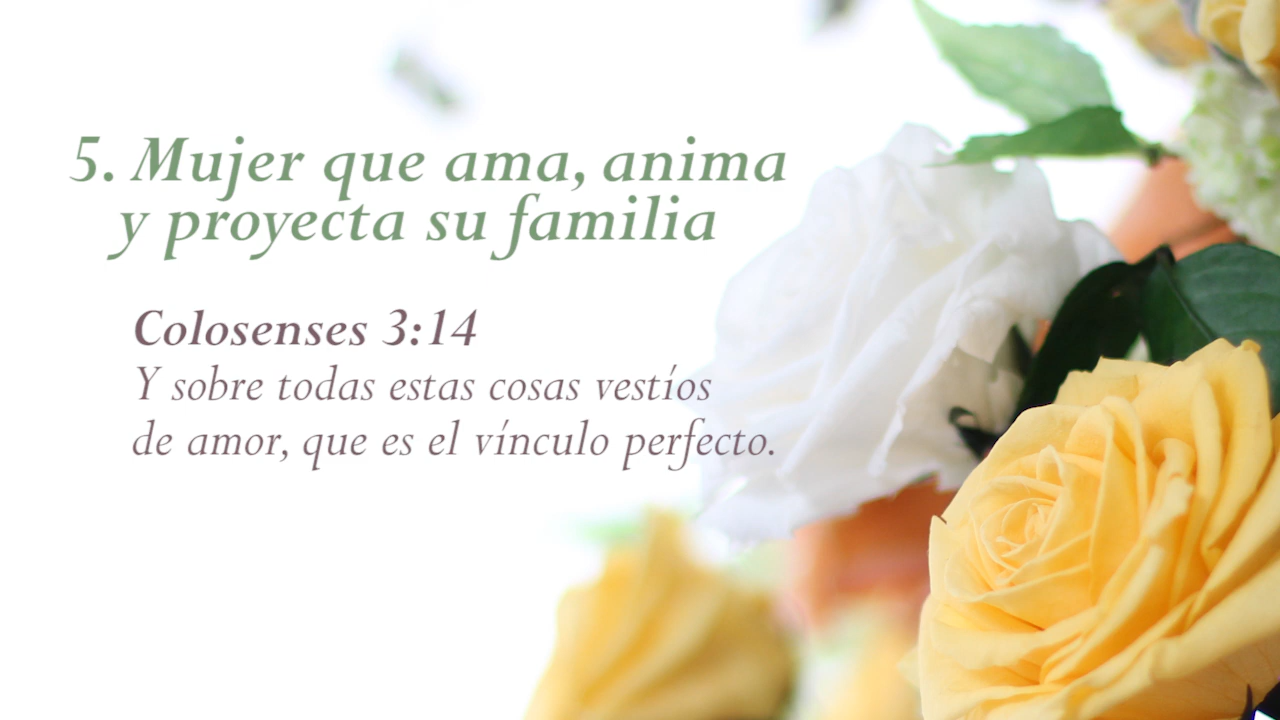 5. Mujer que ama, anima
y proyecta su familia
Colosenses 3:14
Y sobre todas estas cosas vestíos
de amor, que es el vínculo perfecto.